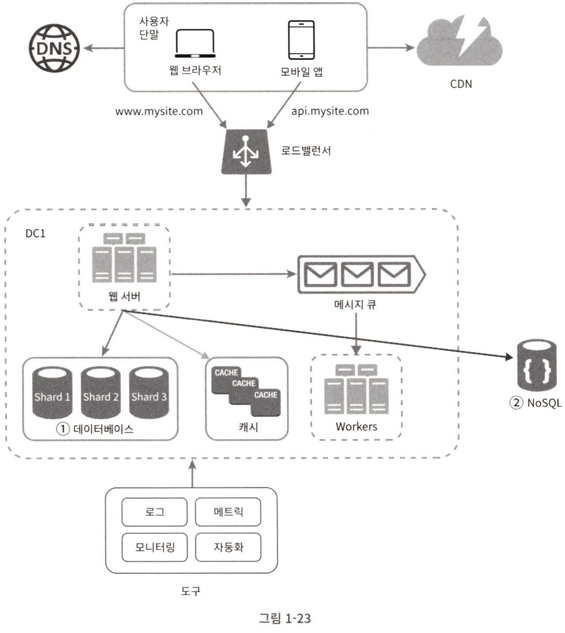 사용자
단말
DNS
웹 브라우저
모바일 앱
CDN
www.mysite.com
api.mysite.com
로드밸런서
DC1
웹 서버
메시지 큐
Shard 1
Shard 2
Shard 3
① 데이터베이스
CACHE
CACHE
CACHE
캐시
Workers
{ }
② NoSQL
로그
메트릭
모니터링
자동화
도구
그림 1-23